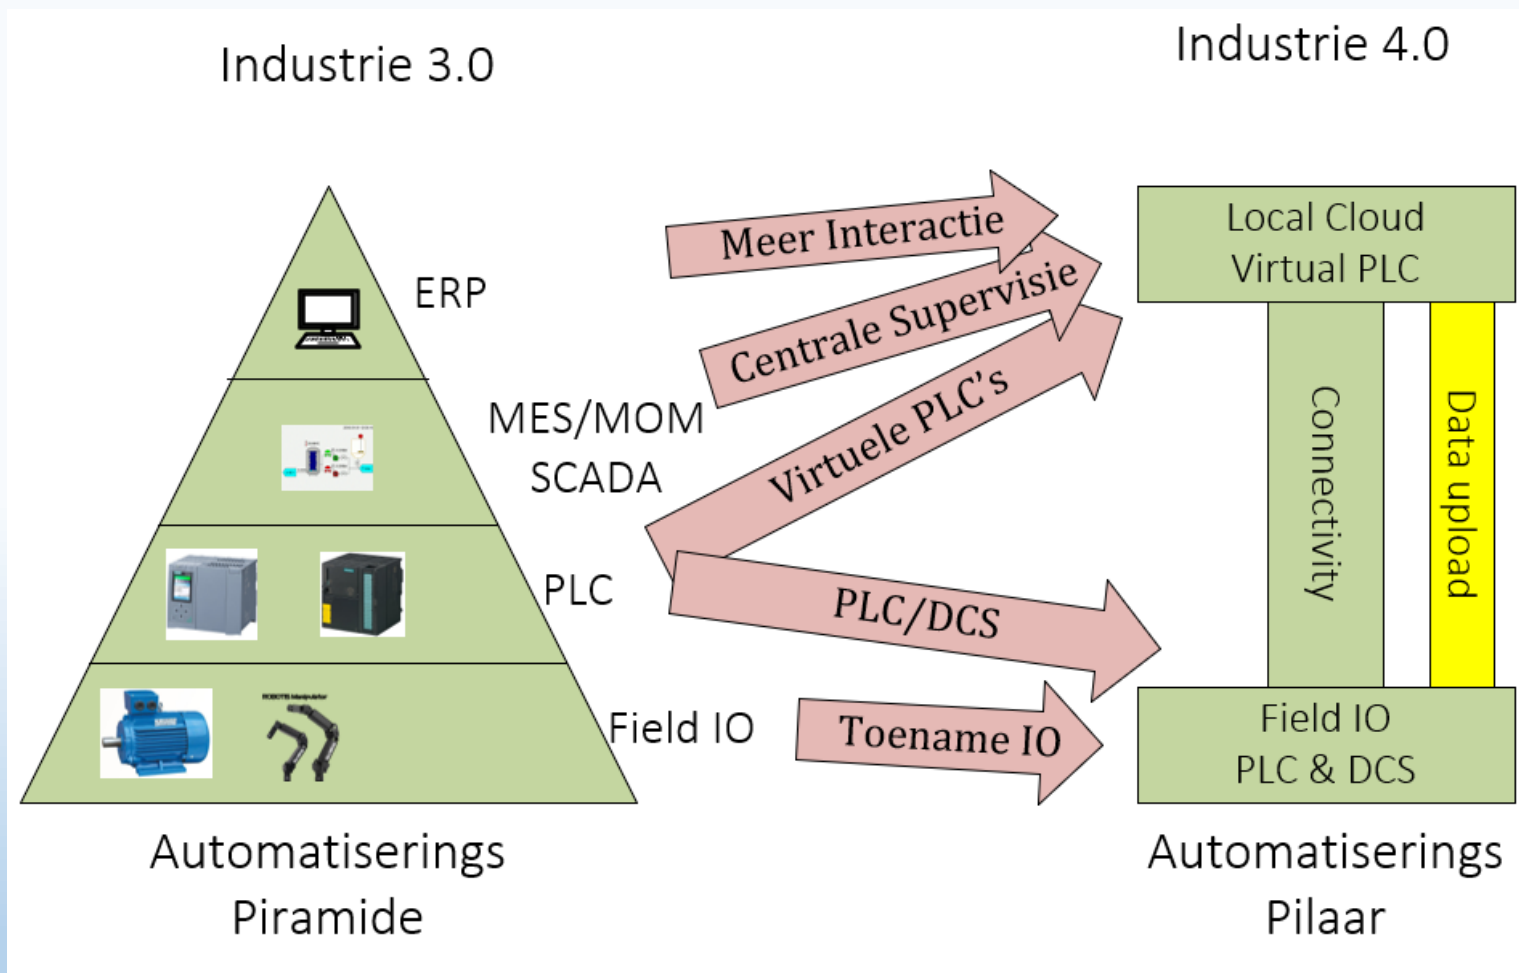 Industrie 3.0
Industrie 4.0
ERP
MES/MOM
SCADA
PLC
ROBOTIS Manipulator
Field IO
Automatiserings
Piramide
Meer Interactie
Centrale Supervisie
Virtuele PLC's
PLC/DCS
Toename IO
Local Cloud
Virtual PLC
Connectivity
Data upload
Field IO
PLC & DCS
Automatiserings
Pilaar